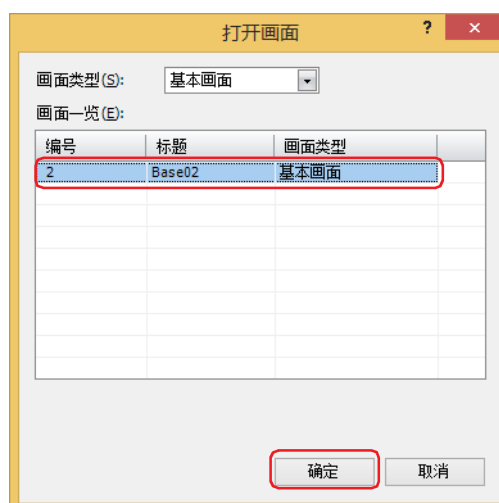 打开画面 ? ×
画面类型(S): 基本画面
画面一览(E):
编号 标题 画面类型
2 Base02 基本画面
确定 取消